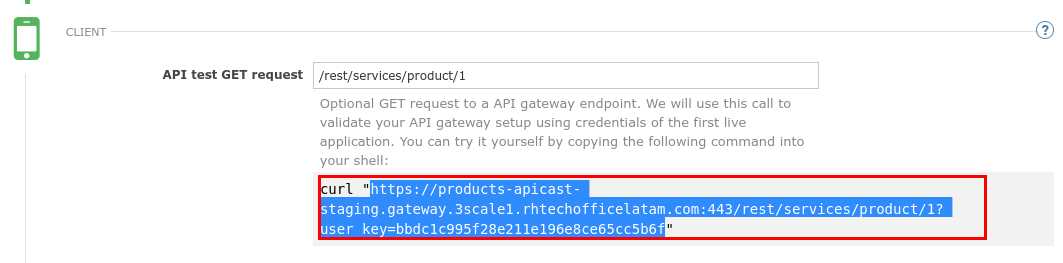 CLIENT
?
API test GET request
/rest/services/product/1
Optional GET request to a API gateway endpoint. We will use this call to
validate your API gateway setup using credentials of the first live
application. You can try it yourself by copying the following command into
your shell:
curl "https://products-apicast-
staging.gateway.3scale1.rhtechofficelatam.com:443/rest/services/product/1?
user_key=bbdc1c995f28e211e196e8ce65cc5b6f"